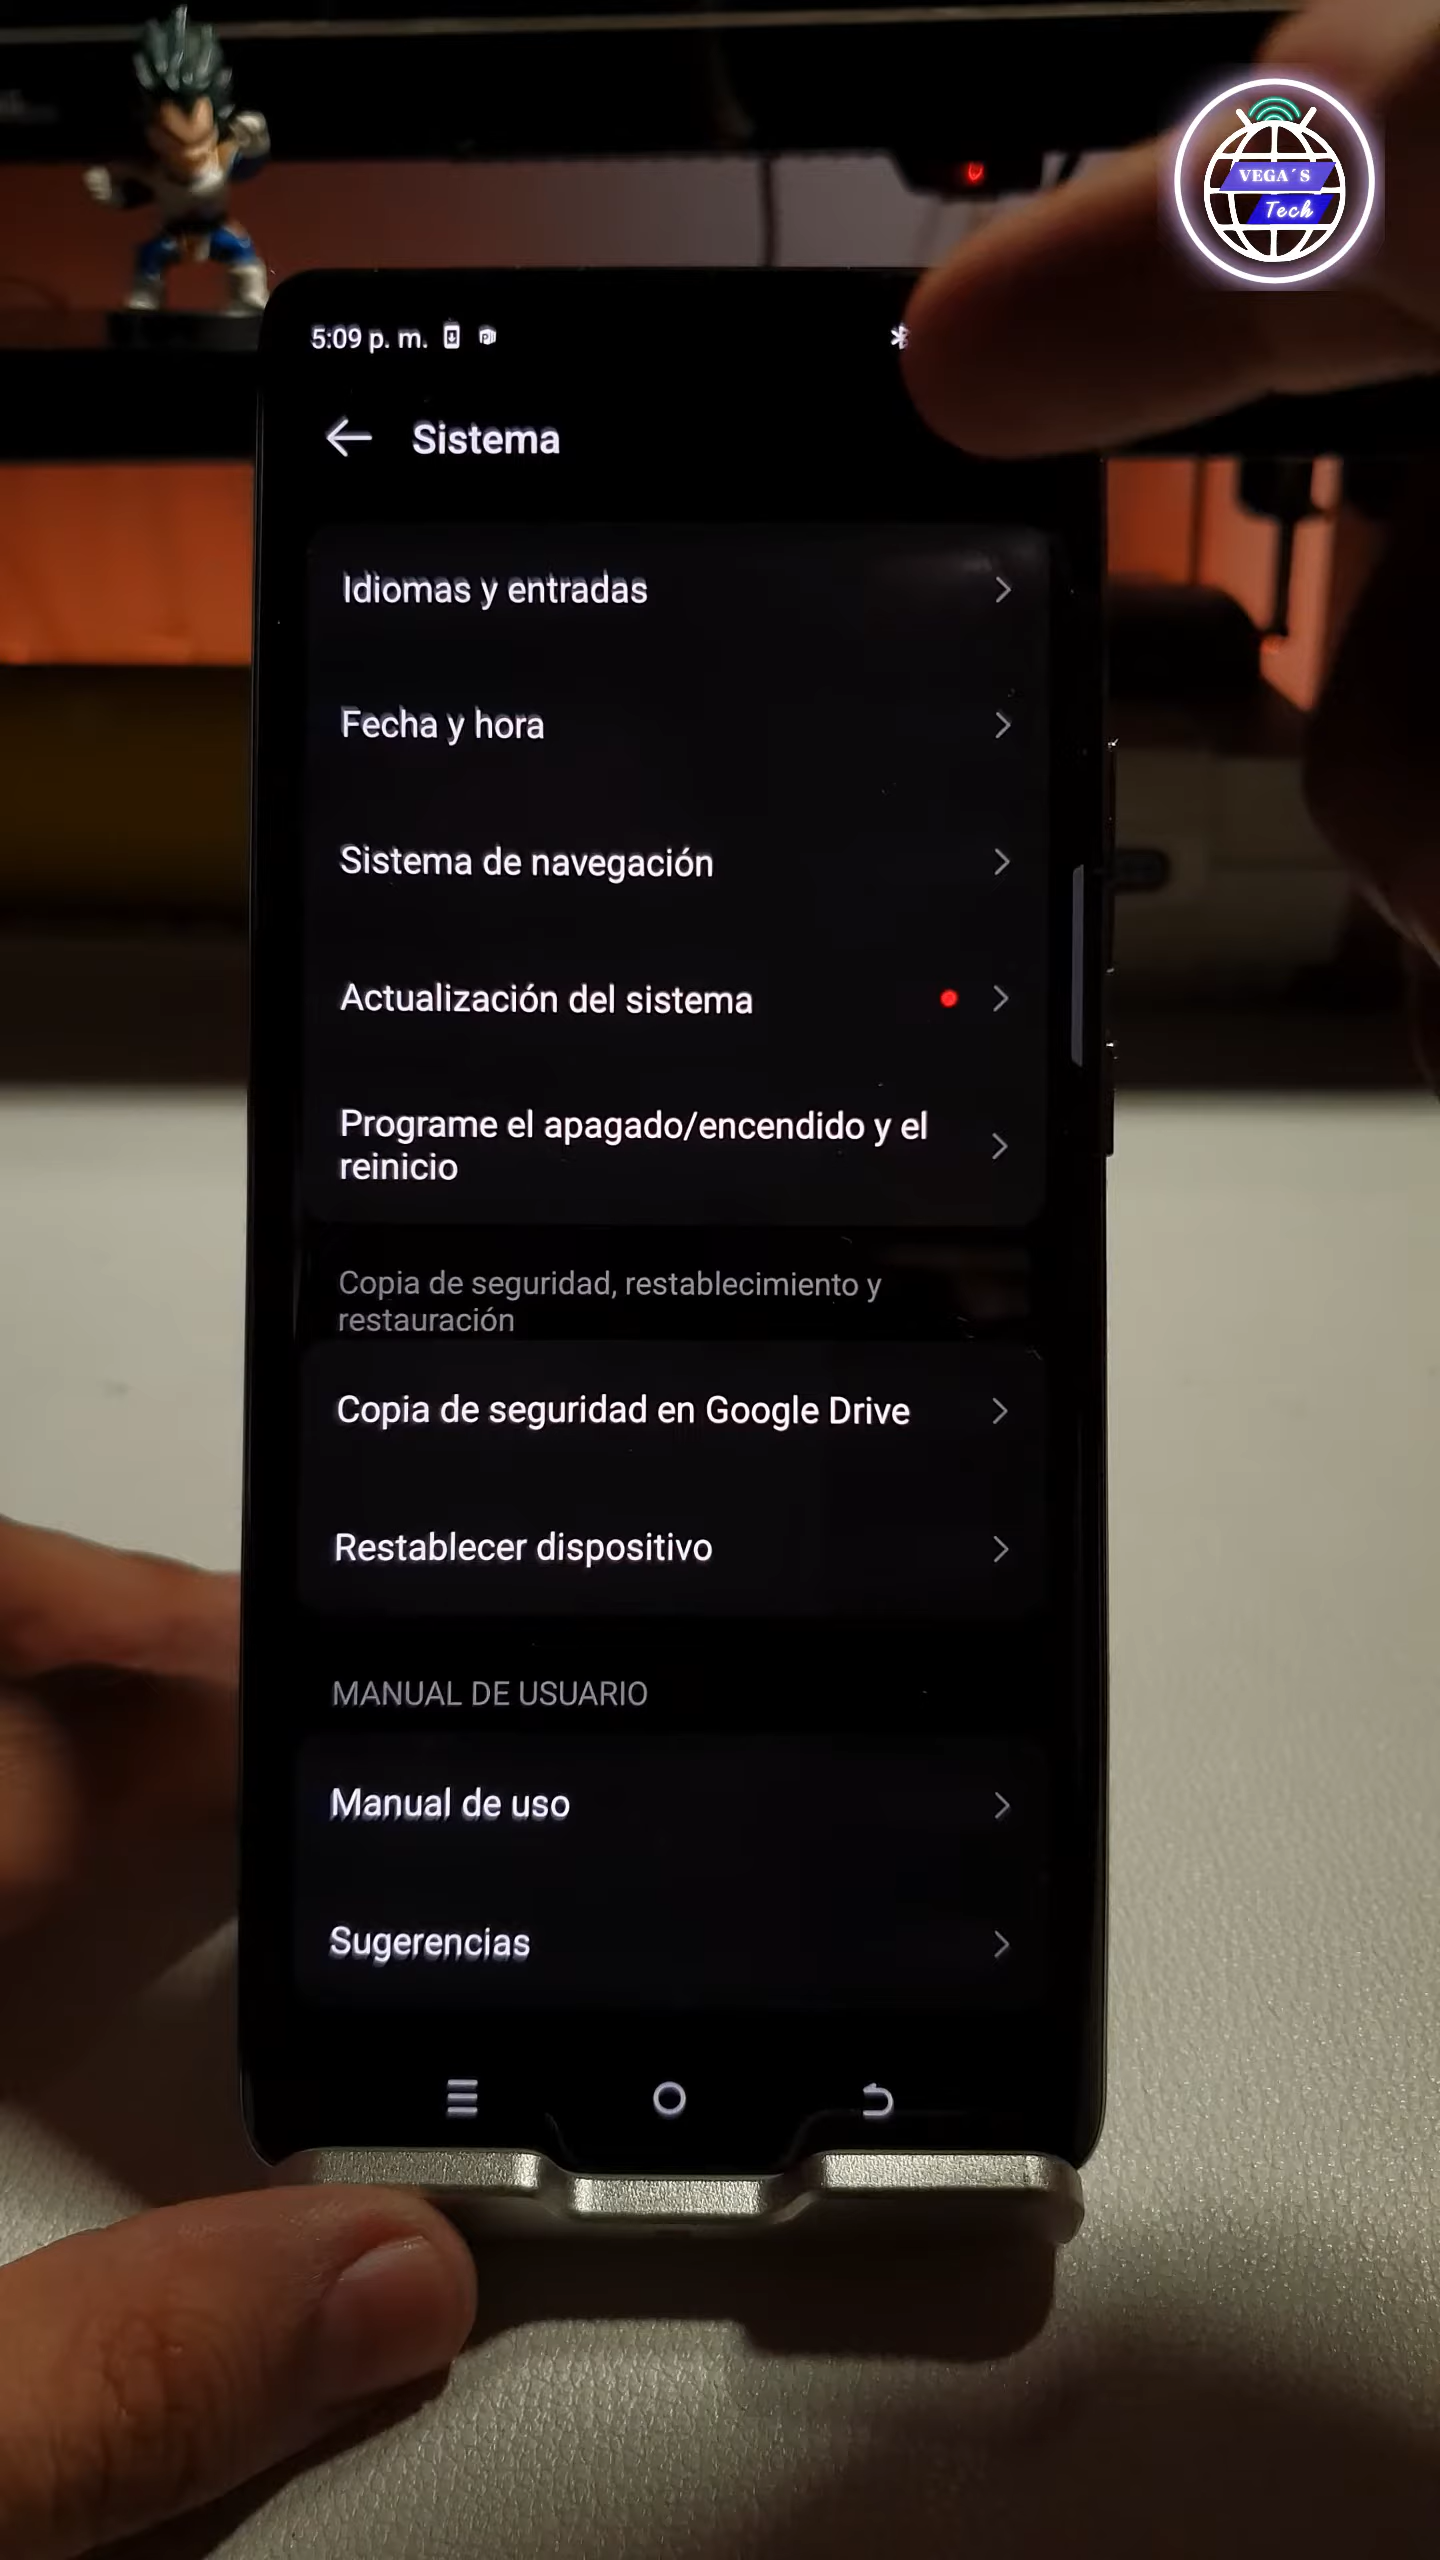 VEGA´S
Tech
5:09 p. m.
Sistema
Idiomas y entradas
Fecha y hora
Sistema de navegación
Actualización del sistema
Programe el apagado/encendido y el
reinicio
Copia de seguridad, restablecimiento y
restauración
Copia de seguridad en Google Drive
Restablecer dispositivo
MANUAL DE USUARIO
Manual de uso
Sugerencias